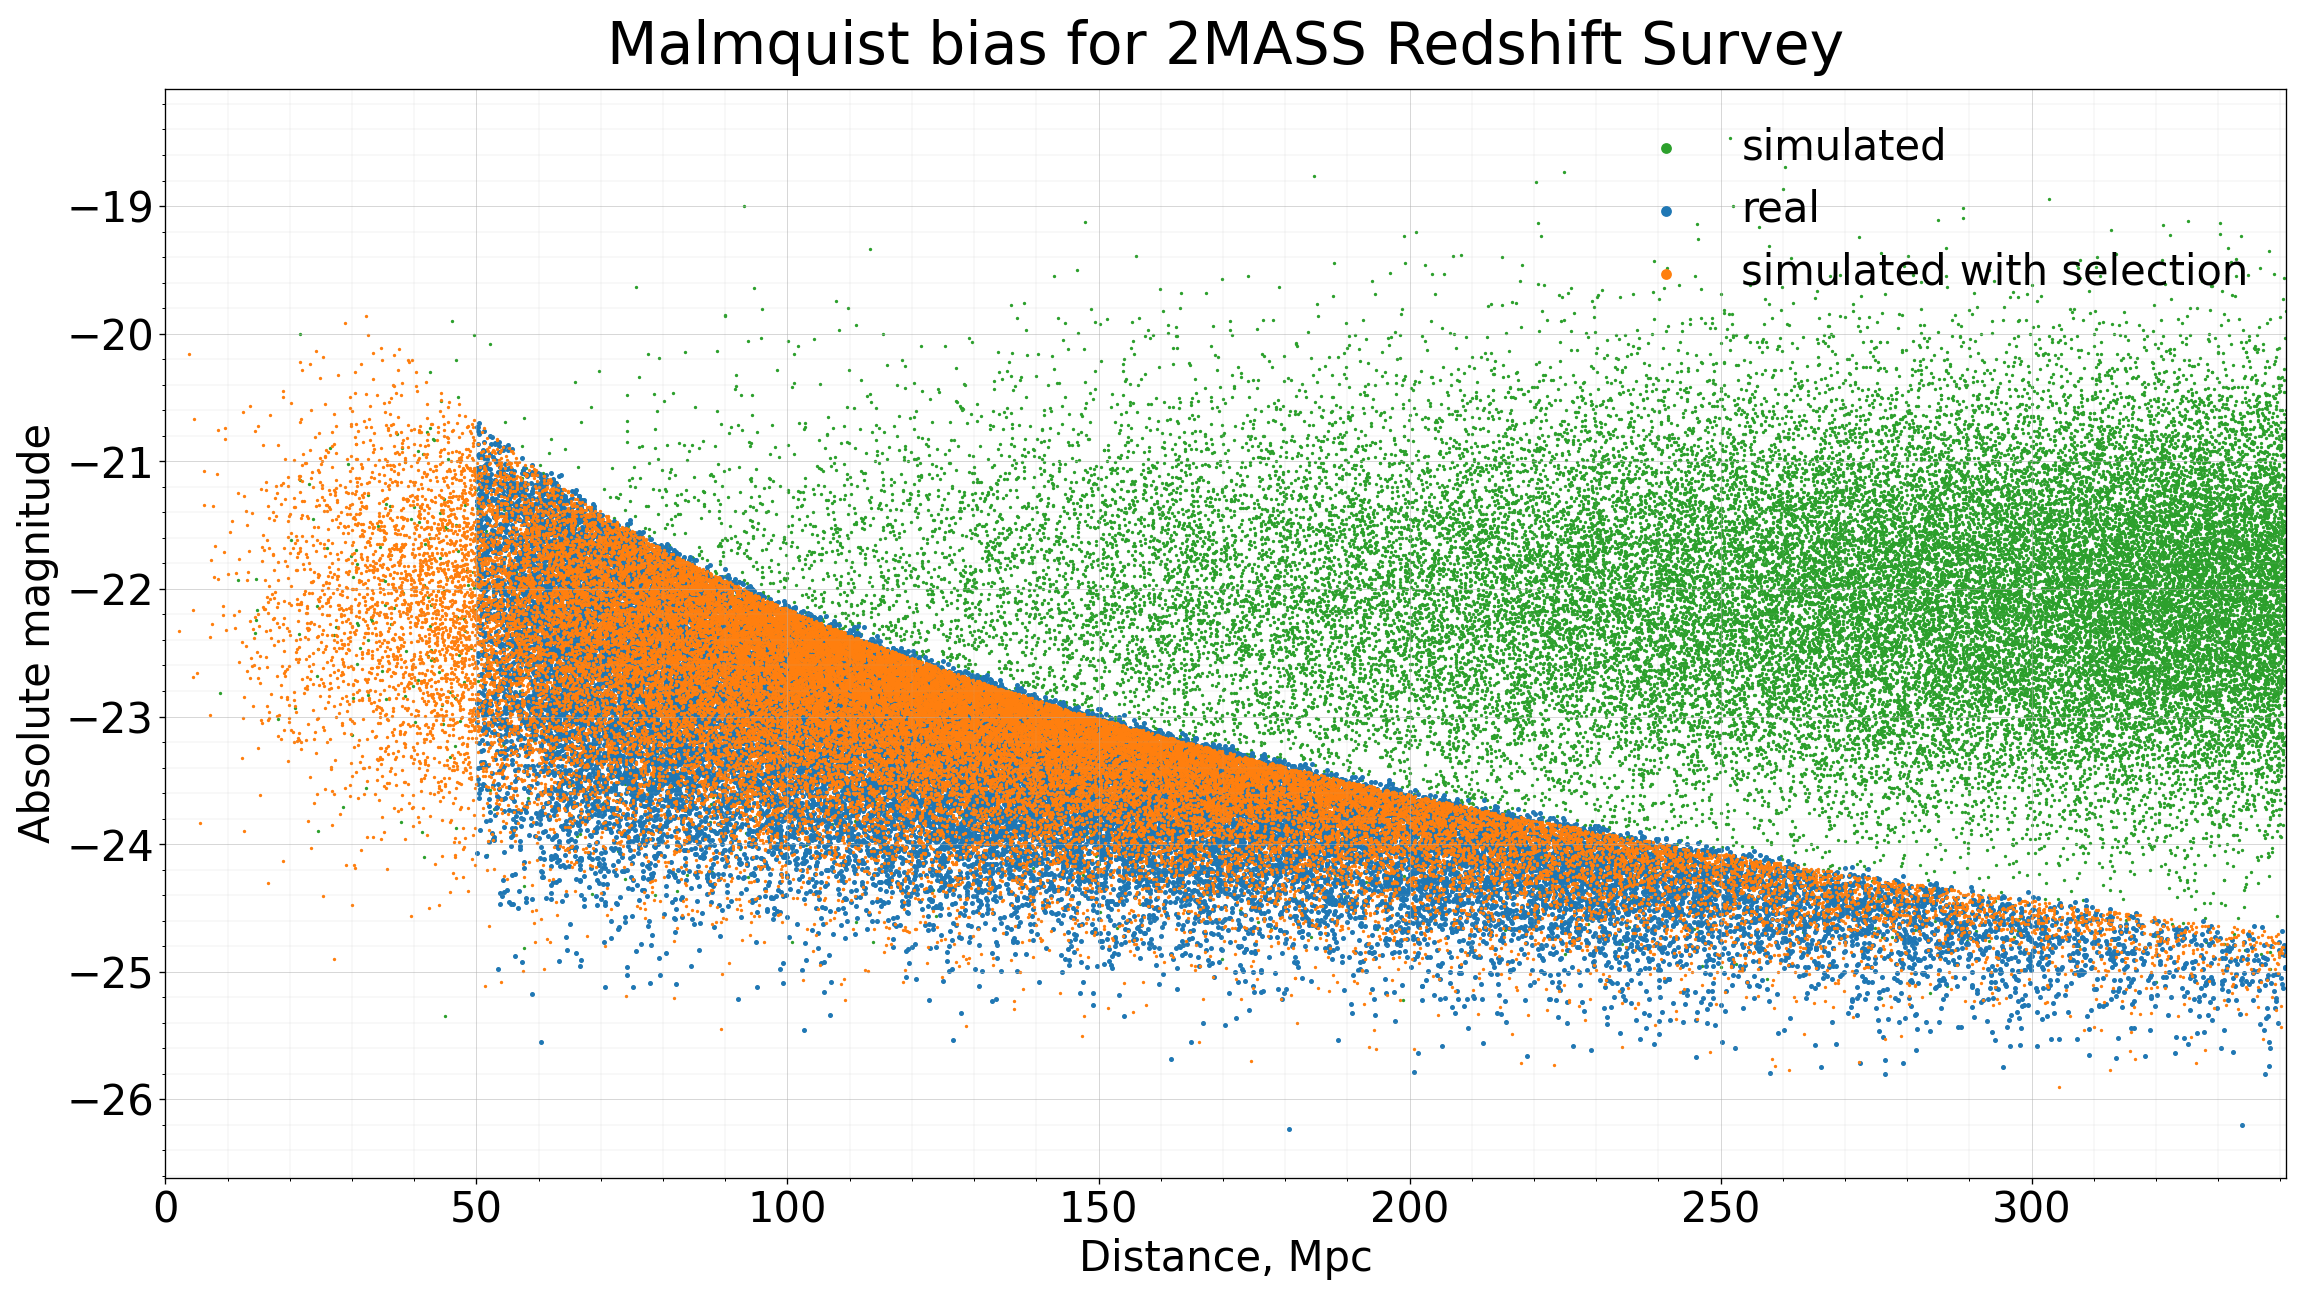 Malmquist bias for 2MASS Redshift Survey
simulated
real
simulated with selection
Absolute magnitude
−19
−20
−21
−22
−23
−24
−25
−26
0 50 100 150 200 250 300
Distance, Mpc